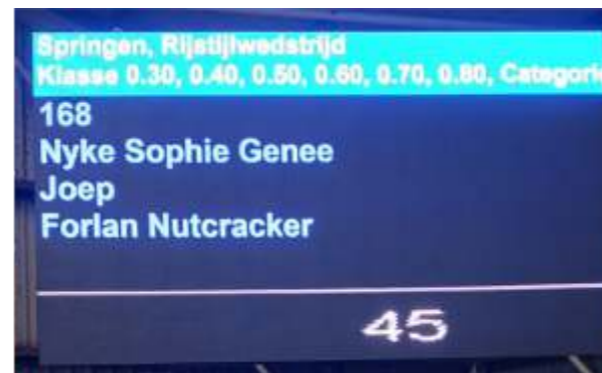 Springen, Rijstijlwedstrijd
Klasse 0.30, 0.40, 0.50, 0.60, 0.70, 0.80, Categorie
168
Nyke Sophie Genee
Joep
Forlan Nutcracker
45